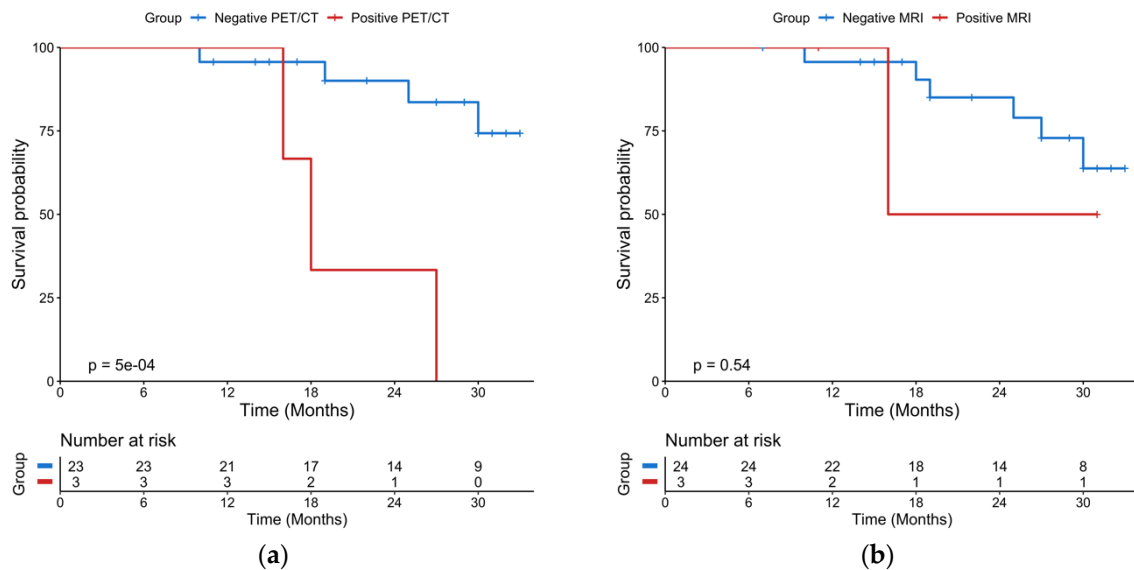 Group Negative PET/CT Positive PET/CT
100
75
50
25
0
Survival probability
p = 5e-04
0 6 12 18 24 30
Time (Months)
Number at risk
Group
23 23 21 17 14 9
3 3 3 2 1 0
0 6 12 18 24 30
Time (Months)
(a)
Group Negative MRI Positive MRI
100
75
50
25
0
Survival probability
p = 0.54
0 6 12 18 24 30
Time (Months)
Number at risk
Group
24 24 22 18 14 8
3 3 2 1 1 1
0 6 12 18 24 30
Time (Months)
(b)